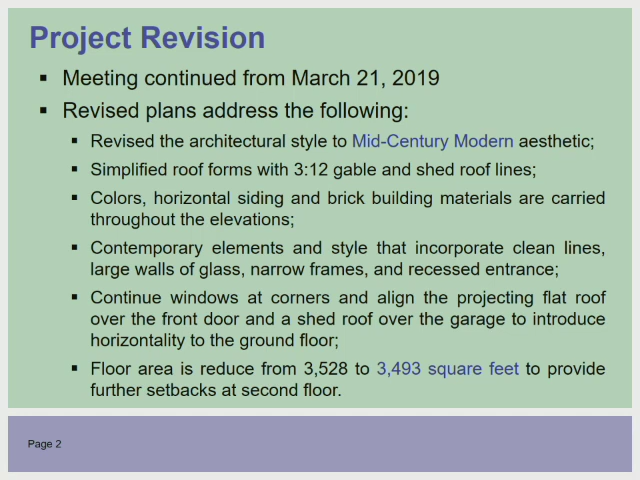 Project Revision
▪ Meeting continued from March 21, 2019
▪ Revised plans address the following:
▪ Revised the architectural style to Mid-Century Modern aesthetic;
▪ Simplified roof forms with 3:12 gable and shed roof lines;
▪ Colors, horizontal siding and brick building materials are carried
throughout the elevations;
▪ Contemporary elements and style that incorporate clean lines,
large walls of glass, narrow frames, and recessed entrance;
▪ Continue windows at corners and align the projecting flat roof
over the front door and a shed roof over the garage to introduce
horizontality to the ground floor;
▪ Floor area is reduce from 3,528 to 3,493 square feet to provide
further setbacks at second floor.
Page 2